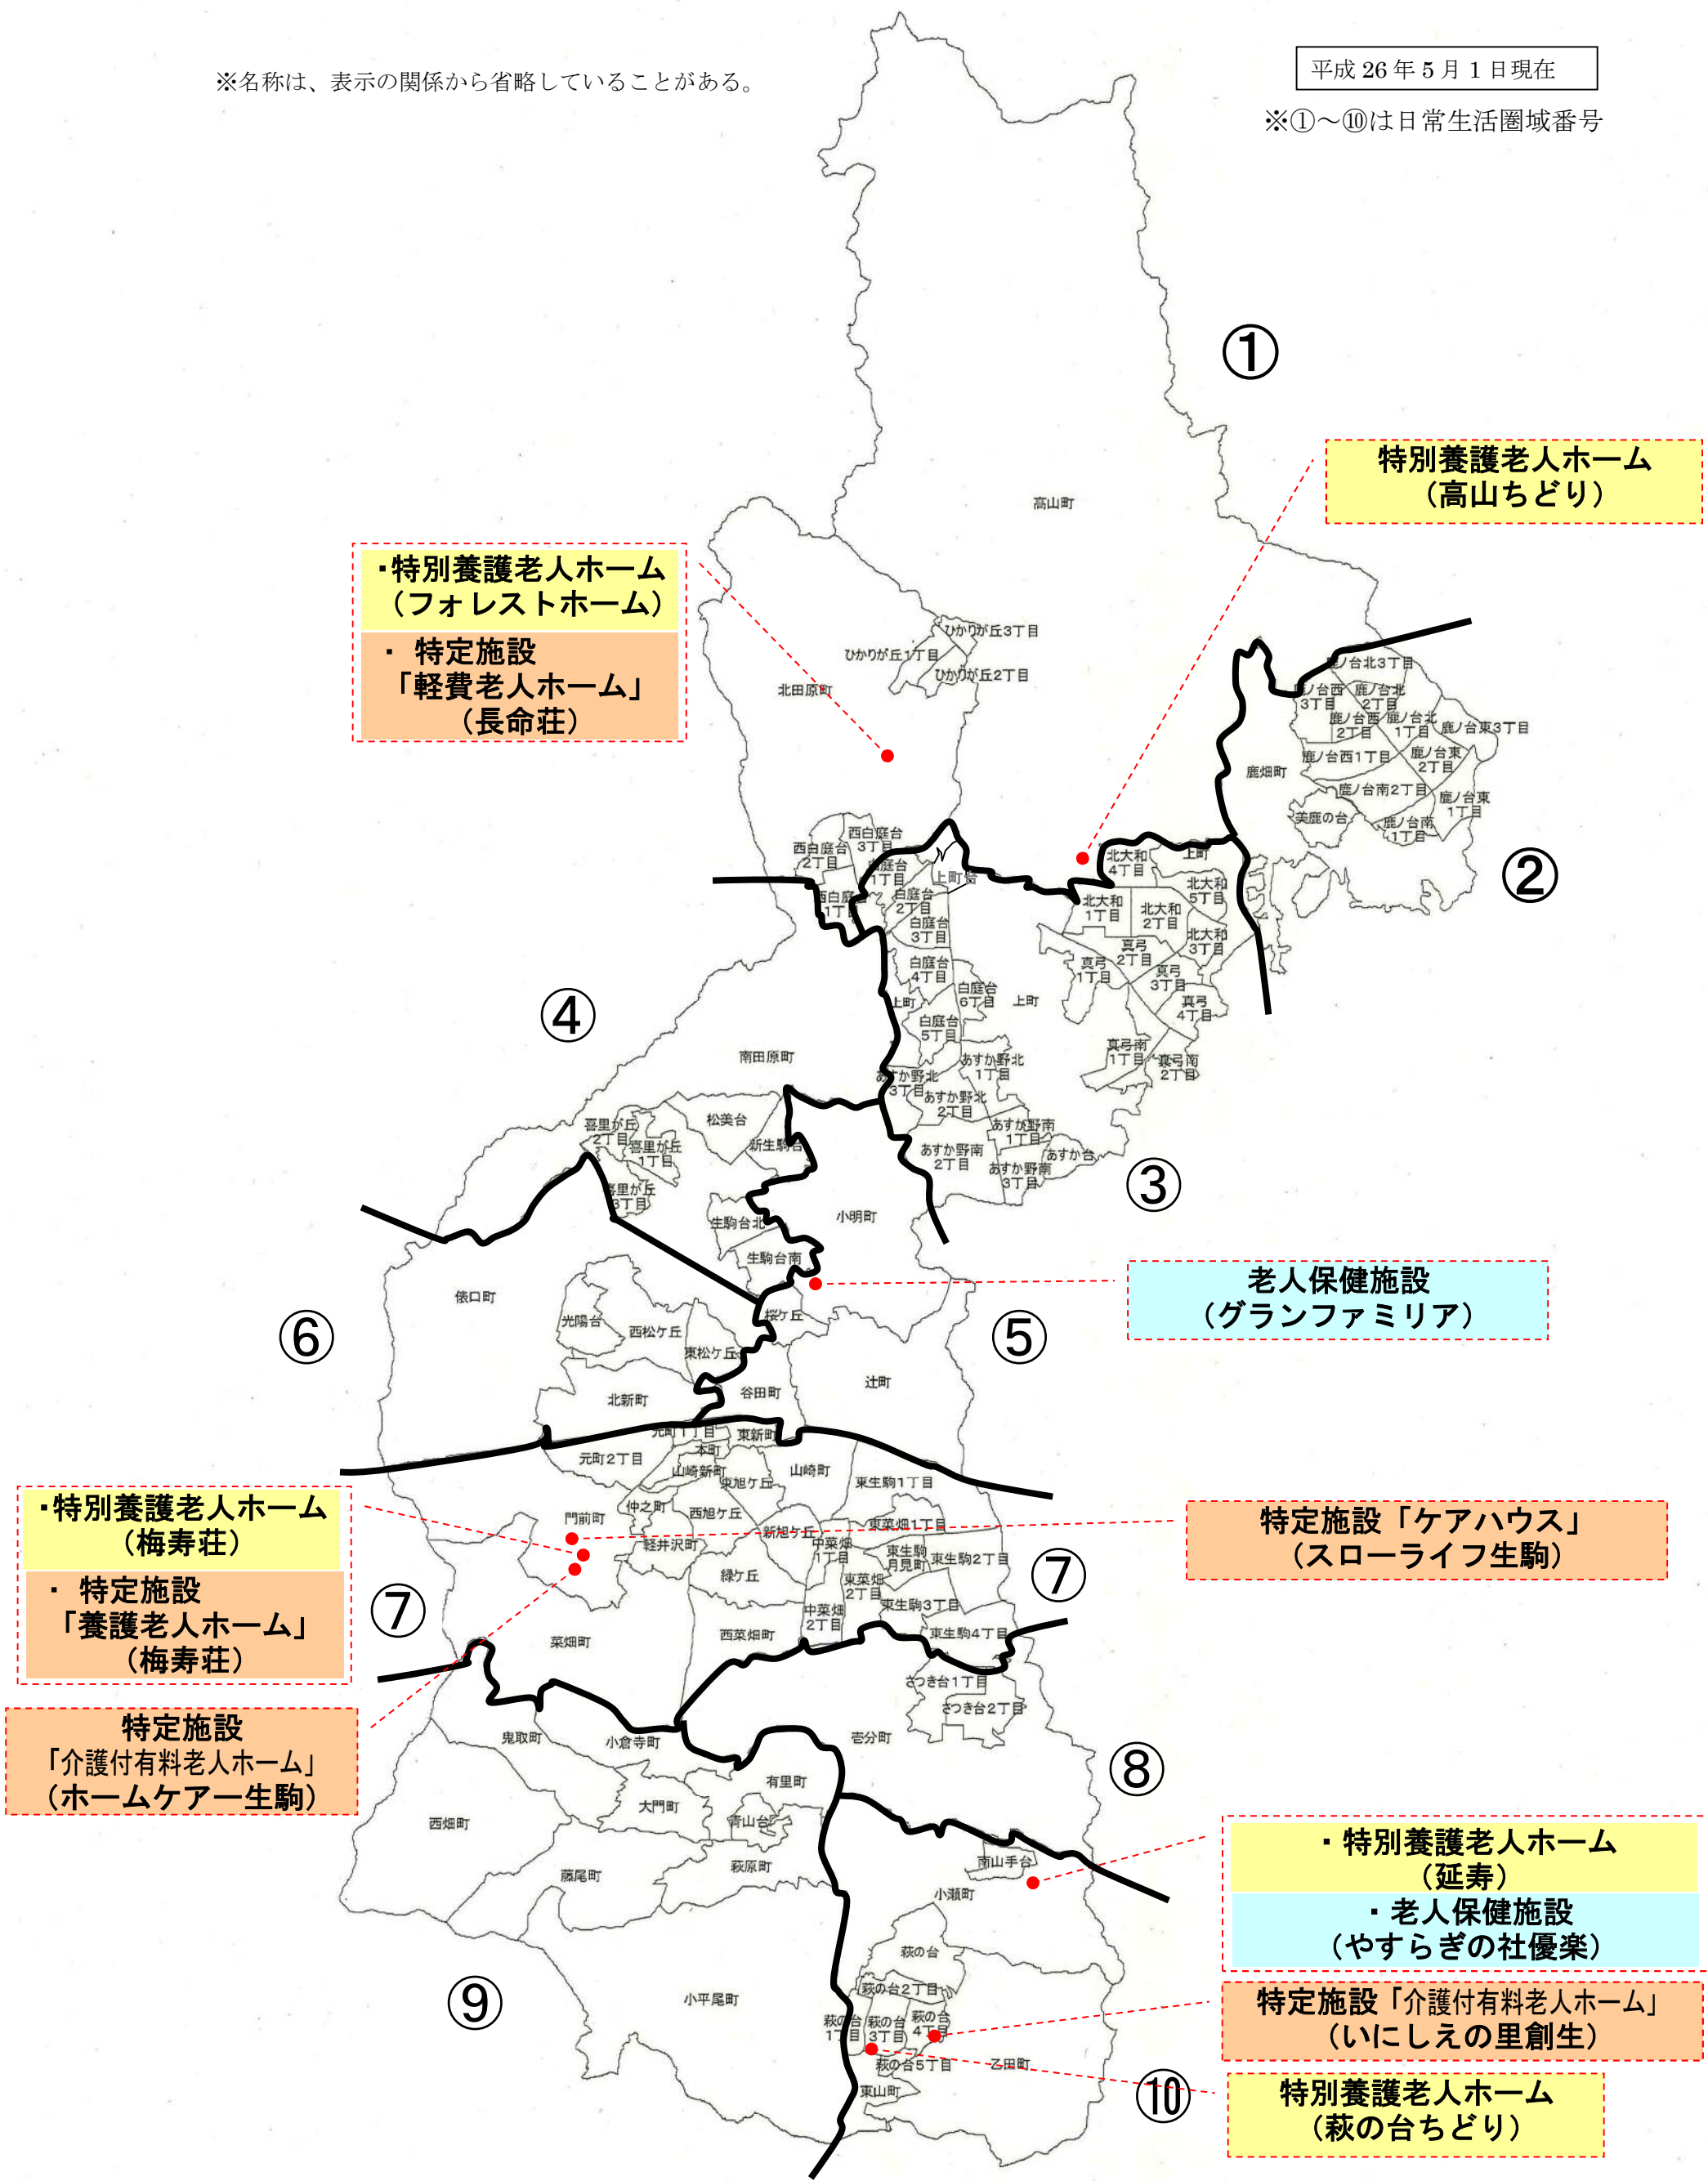 ※名称は、表示の関係から省略していることがある。
平成 26 年 5 月 1 日現在
※①～⑩は日常生活圏域番号
①
特別養護老人ホーム
（高山ちどり）
高山町
・特別養護老人ホーム
（フォレストホーム）
・ 特定施設
「軽費老人ホーム」
（長命荘）
ひかりが丘3丁目
ひかりが丘1丁目
ひかりが丘2丁目
北田原町
鹿ノ台北3丁目
鹿ノ台西
3丁目
鹿ノ台北
2丁目
鹿ノ台西
2丁目
鹿ノ台北
1丁目
鹿ノ台東3丁目
鹿ノ台西1丁目
鹿ノ台東
2丁目
鹿畑町
鹿ノ台南2丁目
鹿ノ台東
1丁目
美鹿の台
鹿ノ台南
1丁目
②
西白庭台
3丁目
西白庭台
2丁目
白庭台
1丁目
西白庭台
1丁目
上町台
白庭台
2丁目
白庭台
3丁目
北大和
4丁目
上町
北大和
5丁目
北大和
1丁目
北大和
2丁目
北大和
3丁目
真弓
2丁目
真弓
1丁目
真弓
3丁目
真弓
4丁目
白庭台
4丁目
白庭台
6丁目
上町
上町
白庭台
5丁目
真弓南
1丁目
真弓南
2丁目
④
南田原町
あすか野北
1丁目
あすか野北
3丁目
あすか野北
2丁目
あすか野南
1丁目
あすか野南
2丁目
あすか台
あすか野南
3丁目
③
喜里が丘
2丁目
喜里が丘
1丁目
喜里が丘
3丁目
松美台
新生駒台
生駒台北
生駒台南
小明町
老人保健施設
（グランファミリア）
俵口町
⑥
光陽台
西松ケ丘
東松ケ丘
桜ケ丘
⑤
北新町
谷田町
辻町
元町1丁目
東新町
元町2丁目
本町
山崎新町
東旭ケ丘
山崎町
東生駒1丁目
・特別養護老人ホーム
（梅寿荘）
・ 特定施設
「養護老人ホーム」
（梅寿荘）
門前町
仲之町
西旭ケ丘
新旭ケ丘
東菜畑1丁目
軽井沢町
中菜畑
1丁目
東生駒
月見町
東生駒2丁目
緑ケ丘
東菜畑
2丁目
中菜畑
2丁目
東生駒3丁目
西菜畑町
東生駒4丁目
菜畑町
⑦
⑦
特定施設「ケアハウス」
（スローライフ生駒）
特定施設
「介護付有料老人ホーム」
（ホームケアー生駒）
さつき台1丁目
さつき台2丁目
鬼取町
小倉寺町
壱分町
⑧
有里町
大門町
青山台
西畑町
藤尾町
萩原町
・特別養護老人ホーム
（延寿）
・老人保健施設
（やすらぎの社優楽）
南山手台
小瀬町
⑨
小平尾町
萩の台
萩の台2丁目
萩の台
1丁目
萩の台
3丁目
萩の台
4丁目
萩の台5丁目
乙田町
東山町
⑩
特定施設「介護付有料老人ホーム」
（いにしえの里創生）
特別養護老人ホーム
（萩の台ちどり）